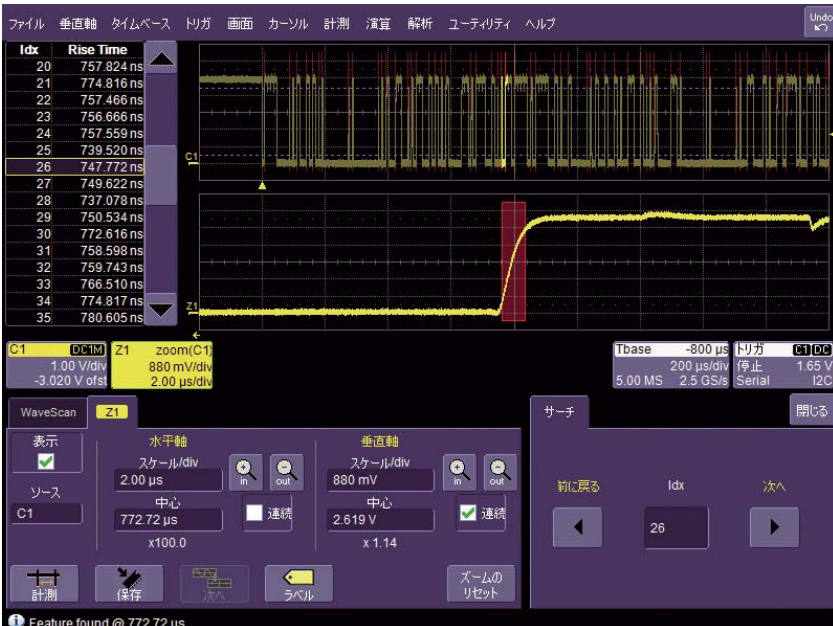 ファイル 垂直軸 タイムベース トリガ 画面 カーソル 計測 演算 解析 ユーティリティ ヘルプ Undo
Idx Rise Time
20 757.824 ns
21 774.816 ns
22 757.466 ns
23 756.666 ns
24 757.559 ns
25 739.520 ns
26 747.772 ns
27 749.622 ns
28 737.078 ns
29 750.534 ns
30 772.616 ns
31 758.598 ns
32 759.743 ns
33 766.510 ns
34 774.817 ns
35 780.605 ns
C1
Z1
C1 DC1M
1.00 V/div
-3.020 V ofst
Z1 zoom(C1)
880 mV/div
2.00 µs/div
Tbase -800 µs
200 µs/div
5.00 MS 2.5 GS/s
トリガ C1 DC
停止 1.65 V
Serial I2C
WaveScan Z1
表示
ソース
C1
水平軸
スケール/div
2.00 µs
中心
772.72 µs
x100.0
in out
連続
垂直軸
スケール/div
880 mV
中心
2.619 V
x 1.14
in out
連続
計測 保存 次へ ラベル
ズームの
リセット
サーチ
閉じる
前に戻る Idx 次へ
26
Feature found @ 772.72 us